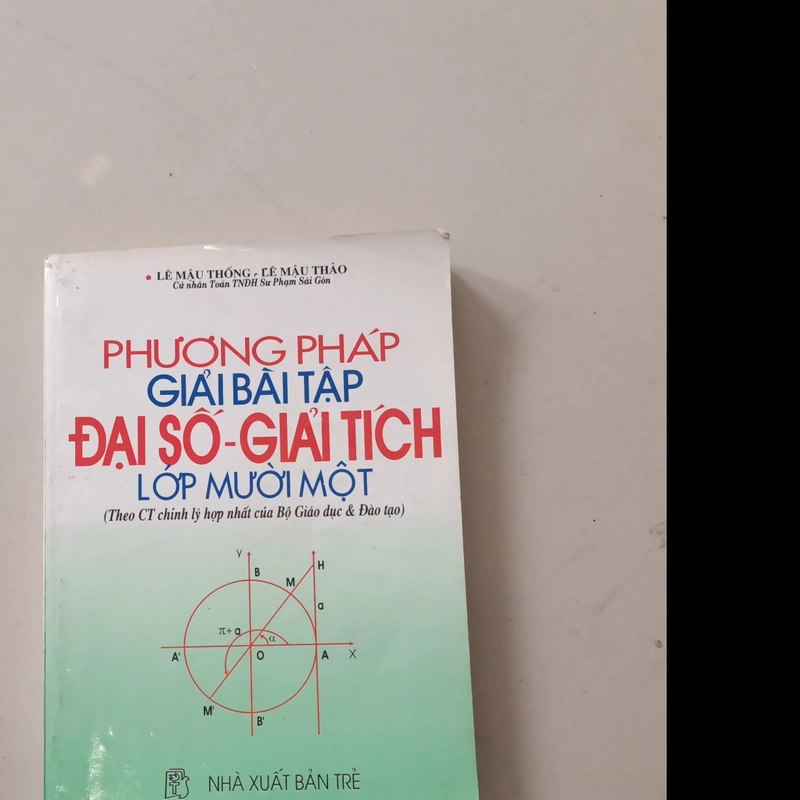 • LÊ MẬU THỐNG - LÊ MẬU THẢO
Cử nhân Toán TNĐH Sư Phạm Sài Gòn
PHƯƠNG PHÁP
GIẢI BÀI TẬP
ĐẠI SỐ - GIẢI TÍCH
LỚP MƯỜI MỘT
(Theo CT chỉnh lý hợp nhất của Bộ Giáo dục & Đào tạo)
y
B
M
H
a
π+α
α
A'
O
A
X
M'
B'
NHÀ XUẤT BẢN TRẺ